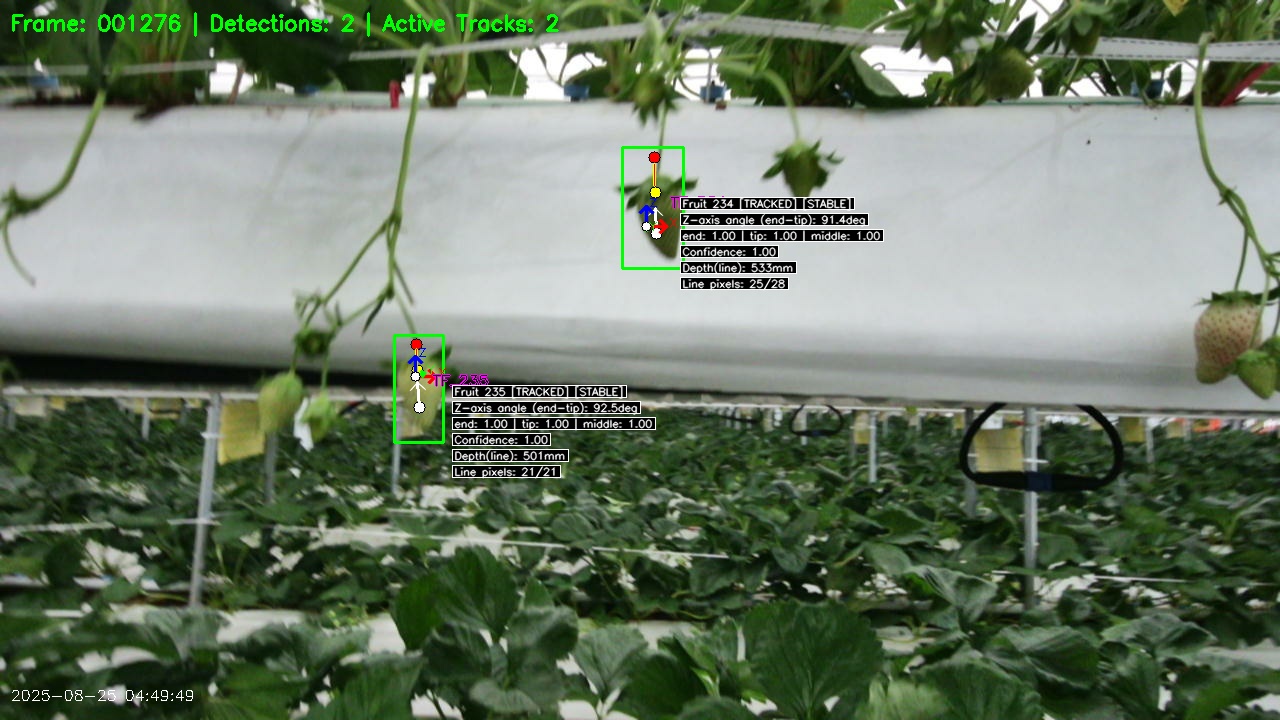 Frame: 001276 | Detections: 2 | Active Tracks: 2
Fruit 234 [TRACKED] [STABLE]
Z-axis angle (end-tip): 91.4deg
end: 1.00 | tip: 1.00 | middle: 1.00
Confidence: 1.00
Depth(line): 533mm
Line pixels: 25/28
Z
TF_235
Fruit 235 [TRACKED] [STABLE]
Z-axis angle (end-tip): 92.5deg
end: 1.00 | tip: 1.00 | middle: 1.00
Confidence: 1.00
Depth(line): 501mm
Line pixels: 21/21
2025-08-25 04:49:49